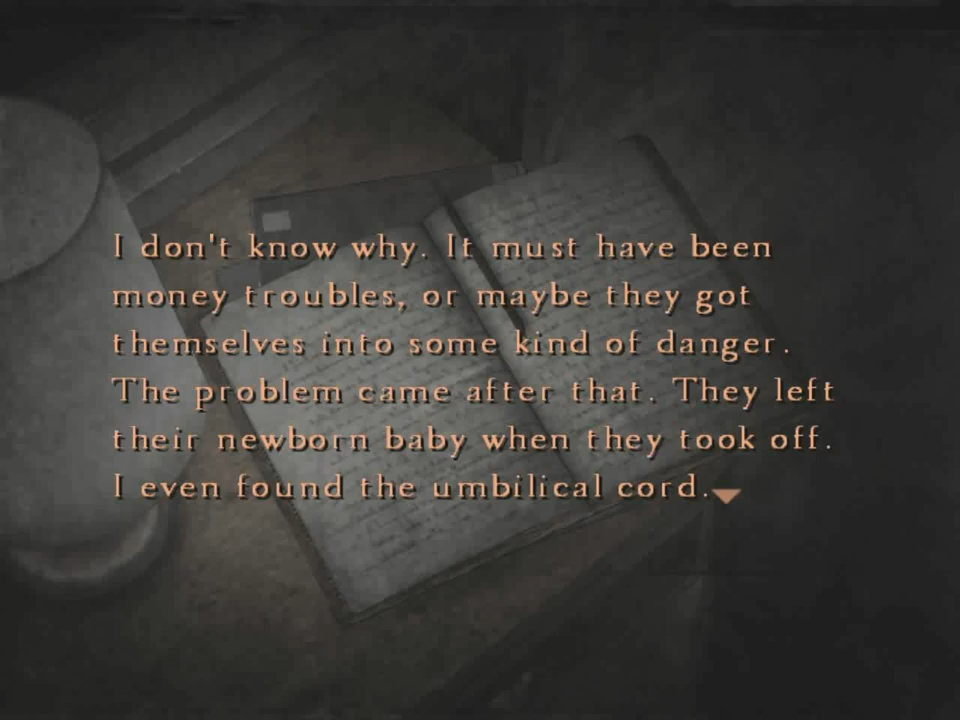 I don't know why. It must have been
money troubles, or maybe they got
themselves into some kind of danger.
The problem came after that. They left
their newborn baby when they took off.
I even found the umbilical cord.